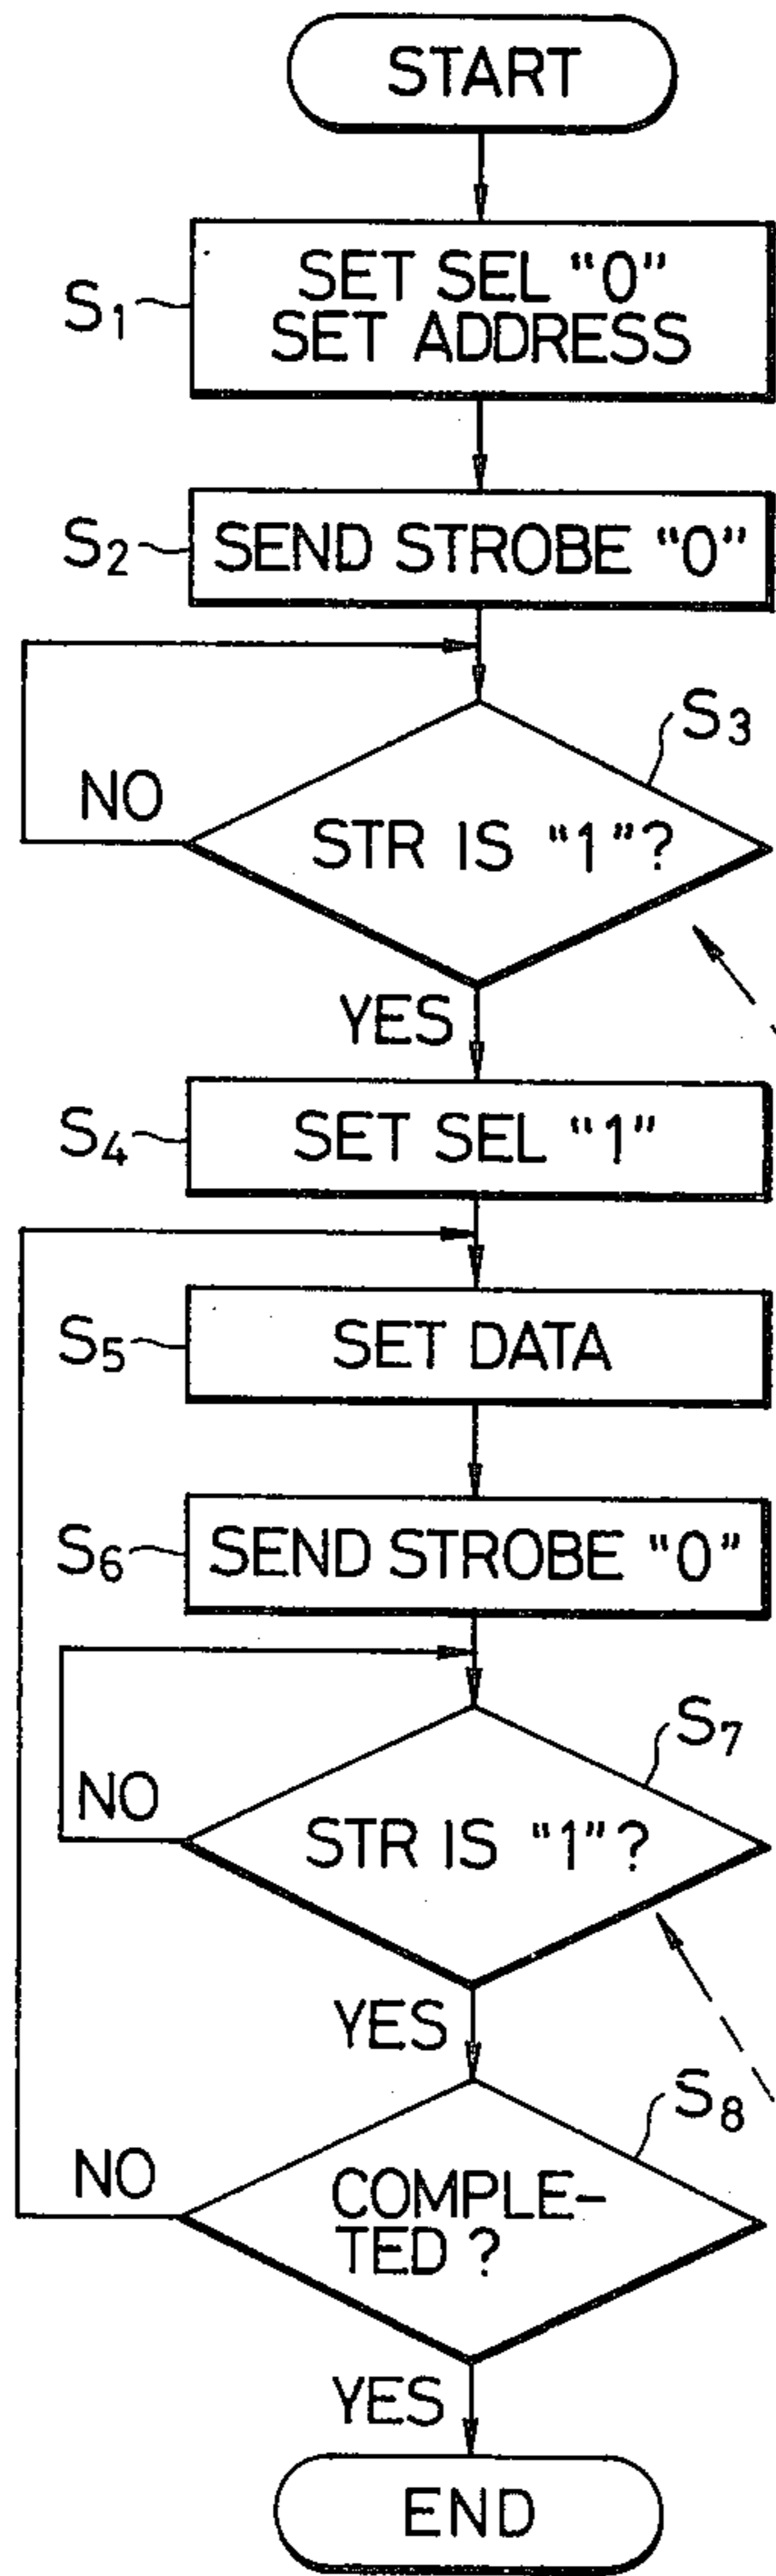 START
S1
SET SEL "0"
SET ADDRESS
S2
SEND STROBE "0"
S3
NO
STR IS "1"?
YES
S4
SET SEL "1"
S5
SET DATA
S6
SEND STROBE "0"
S7
NO
STR IS "1"?
YES
S8
NO
COMPLE-
TED ?
YES
END